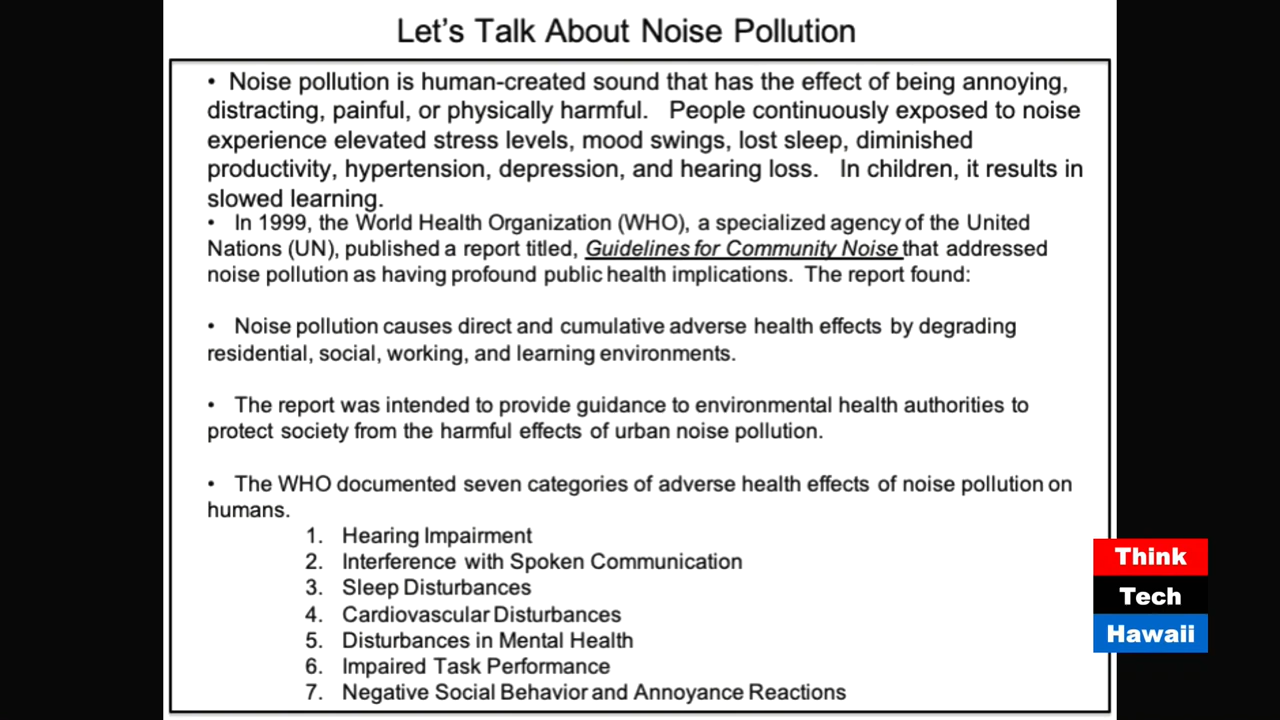 Let's Talk About Noise Pollution
• Noise pollution is human-created sound that has the effect of being annoying,
distracting, painful, or physically harmful. People continuously exposed to noise
experience elevated stress levels, mood swings, lost sleep, diminished
productivity, hypertension, depression, and hearing loss. In children, it results in
slowed learning.
• In 1999, the World Health Organization (WHO), a specialized agency of the United
Nations (UN), published a report titled, Guidelines for Community Noise that addressed
noise pollution as having profound public health implications. The report found:
• Noise pollution causes direct and cumulative adverse health effects by degrading
residential, social, working, and learning environments.
• The report was intended to provide guidance to environmental health authorities to
protect society from the harmful effects of urban noise pollution.
• The WHO documented seven categories of adverse health effects of noise pollution on
humans.
1. Hearing Impairment
2. Interference with Spoken Communication
3. Sleep Disturbances
4. Cardiovascular Disturbances
5. Disturbances in Mental Health
6. Impaired Task Performance
7. Negative Social Behavior and Annoyance Reactions
Think
Tech
Hawaii